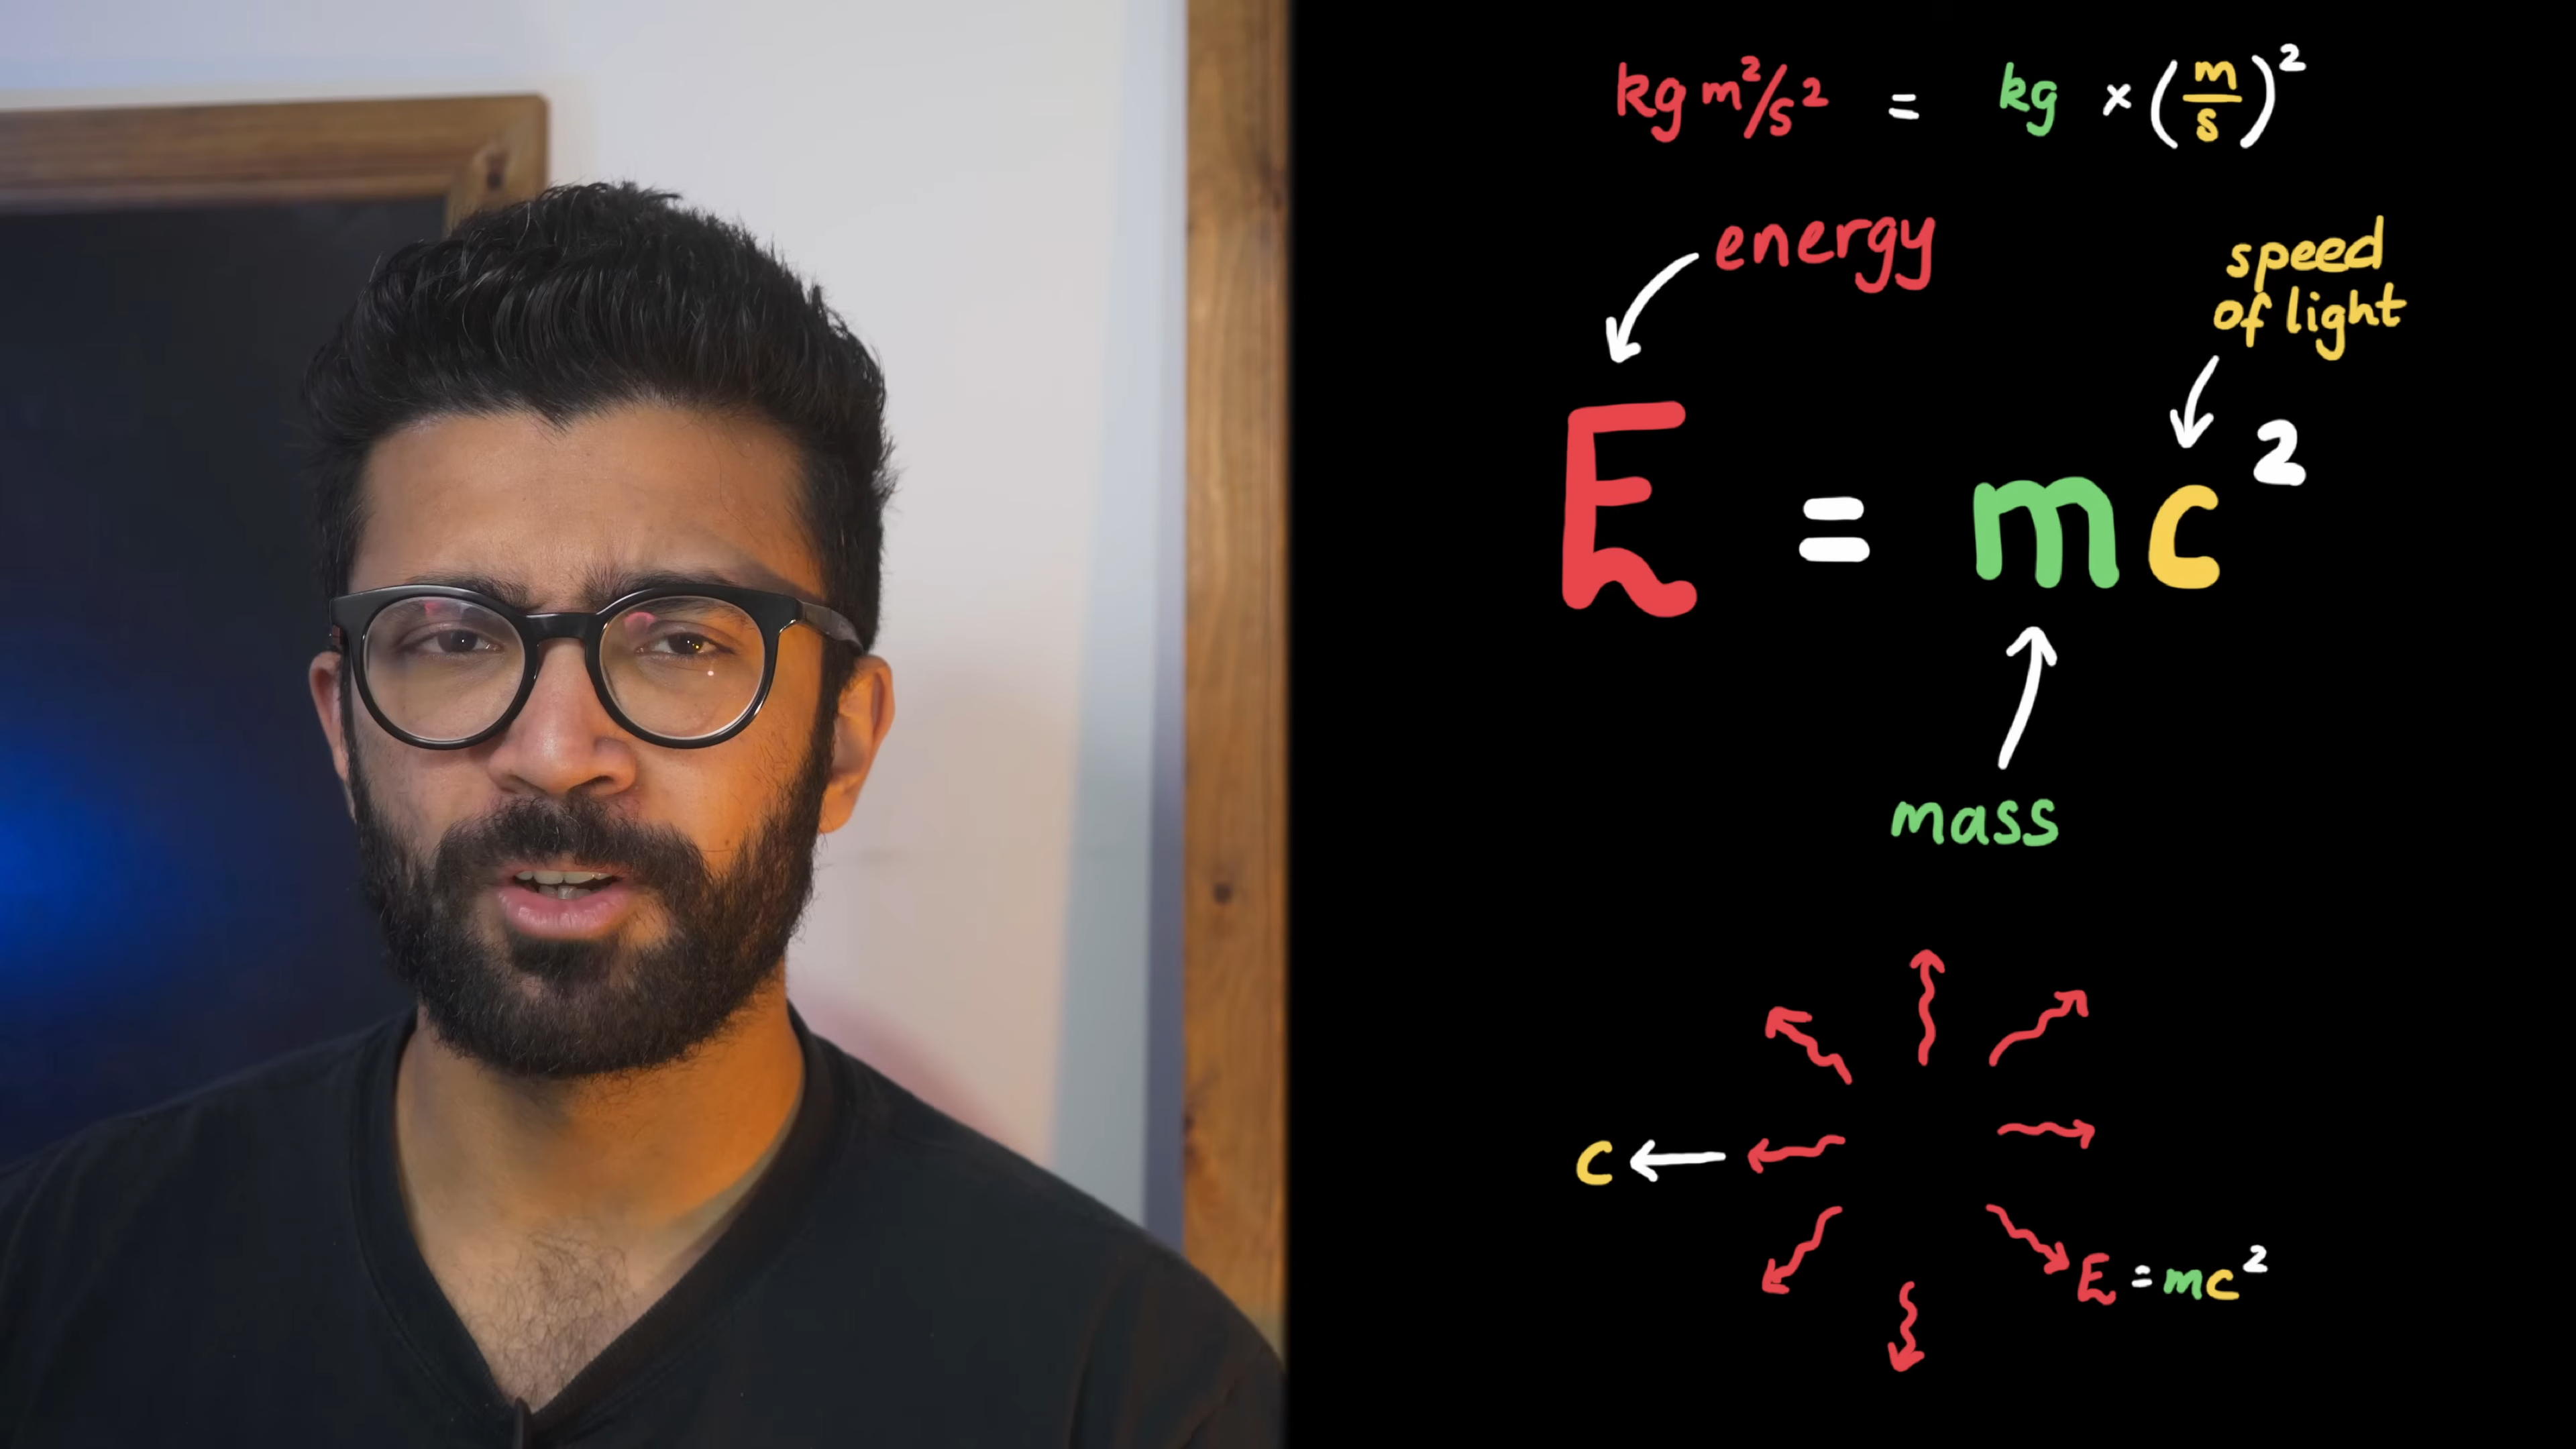 kg m²/s² = kg × (m/s)²
energy
speed
of light
E = mc²
mass
c
E = mc²